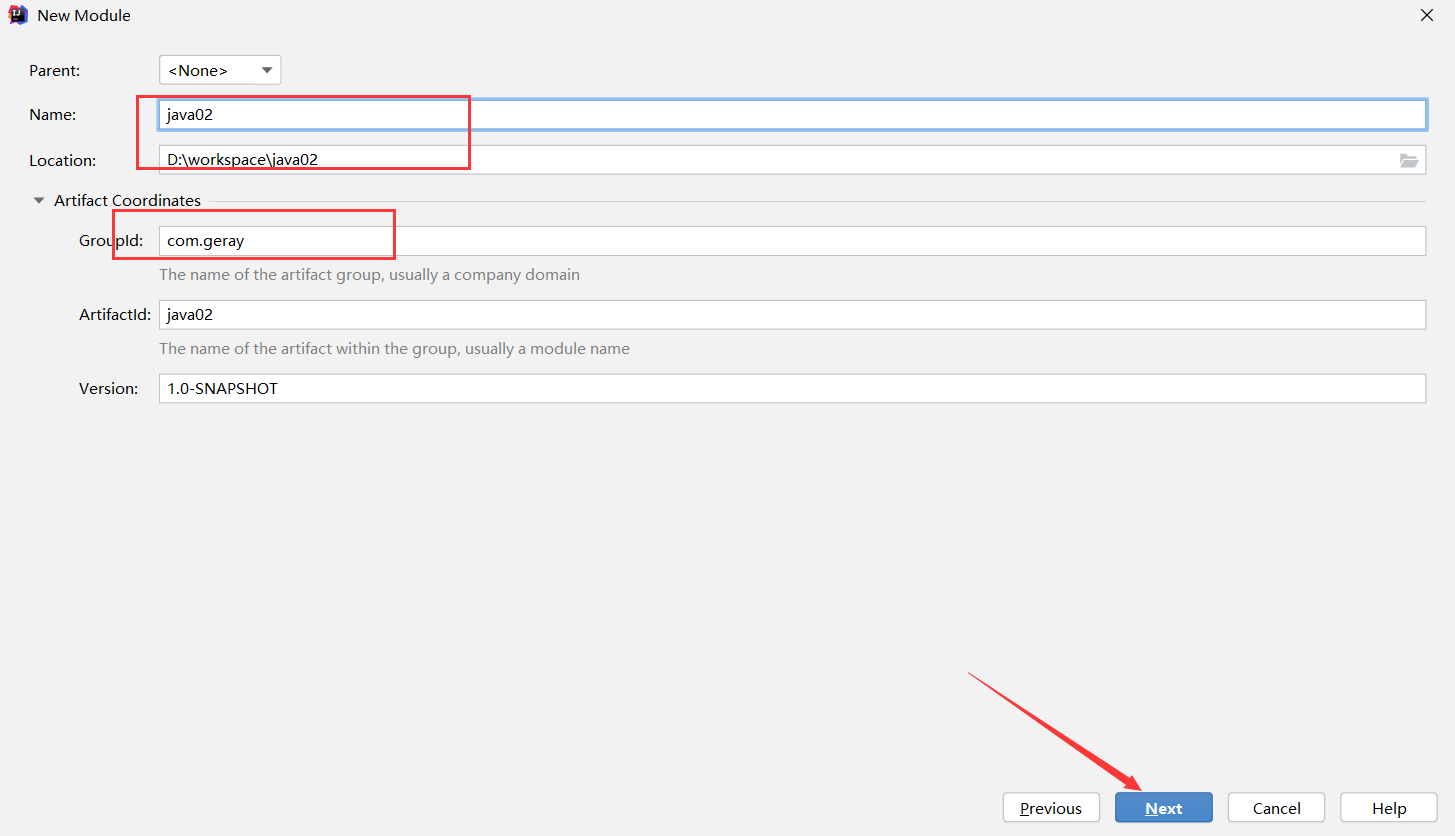 New Module
Parent: <None>
Name: java02
Location: D:\workspace\java02
Artifact Coordinates
GroupId: com.geray
The name of the artifact group, usually a company domain
ArtifactId: java02
The name of the artifact within the group, usually a module name
Version: 1.0-SNAPSHOT
Previous Next Cancel Help